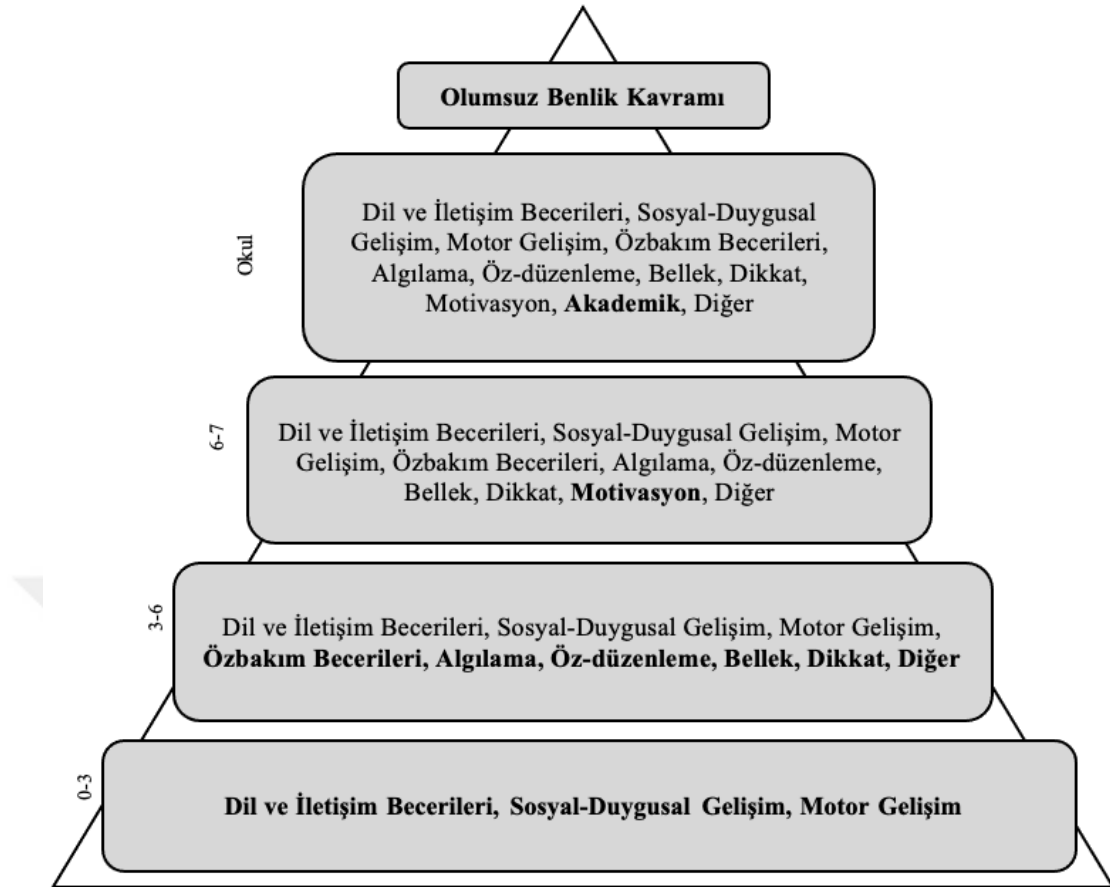 Olumsuz Benlik Kavramı
Okul
Dil ve İletişim Becerileri, Sosyal-Duygusal
Gelişim, Motor Gelişim, Özbakım Becerileri,
Algılama, Öz-düzenleme, Bellek, Dikkat,
Motivasyon, Akademik, Diğer
6-7
Dil ve İletişim Becerileri, Sosyal-Duygusal Gelişim, Motor
Gelişim, Özbakım Becerileri, Algılama, Öz-düzenleme,
Bellek, Dikkat, Motivasyon, Diğer
3-6
Dil ve İletişim Becerileri, Sosyal-Duygusal Gelişim, Motor Gelişim,
Özbakım Becerileri, Algılama, Öz-düzenleme, Bellek, Dikkat, Diğer
0-3
Dil ve İletişim Becerileri, Sosyal-Duygusal Gelişim, Motor Gelişim